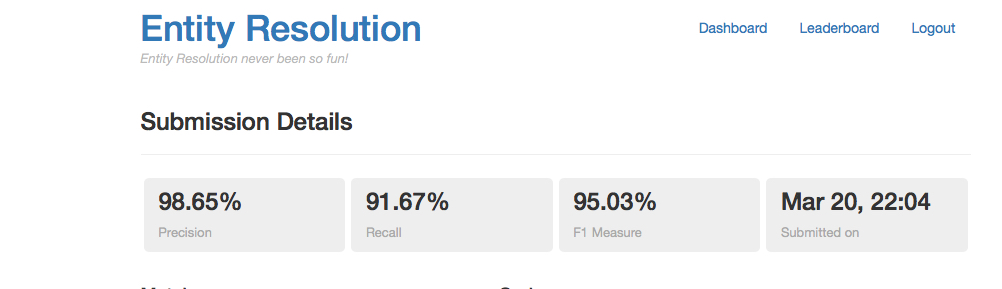 Entity Resolution
Dashboard Leaderboard Logout
Entity Resolution never been so fun!
Submission Details
98.65% 91.67% 95.03% Mar 20, 22:04
Precision Recall F1 Measure Submitted on